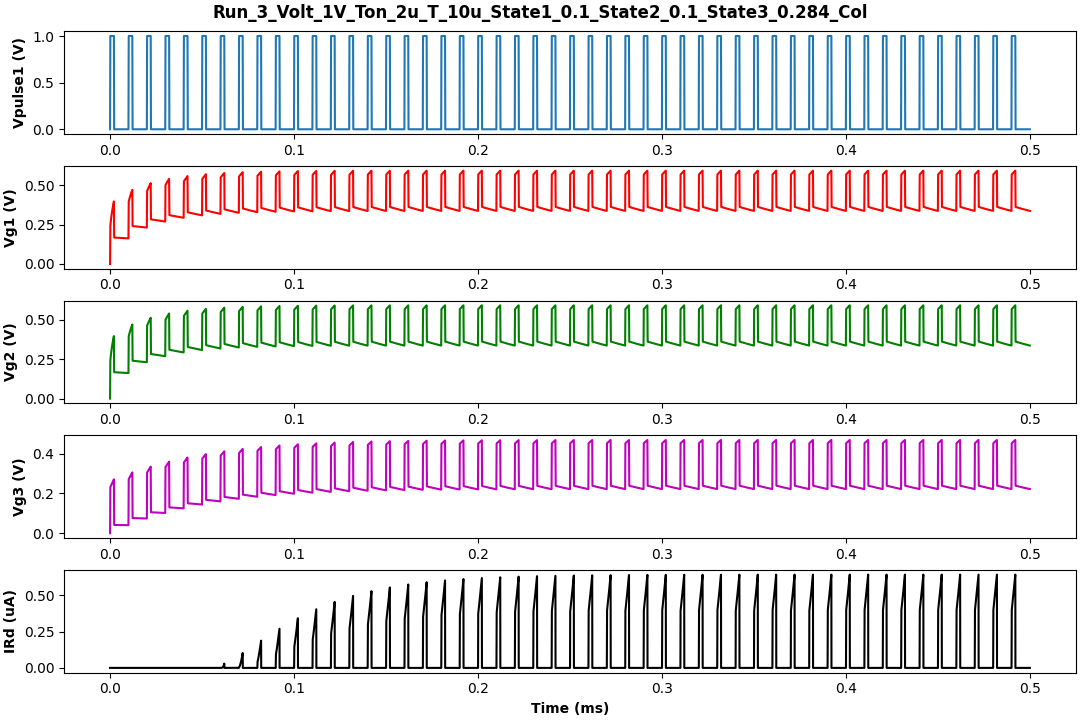 Run_3_Volt_1V_Ton_2u_T_10u_State1_0.1_State2_0.1_State3_0.284_Col
Vpulse1 (V)
1.0
0.5
0.0
0.0 0.1 0.2 0.3 0.4 0.5
Vg1 (V)
0.50
0.25
0.00
0.0 0.1 0.2 0.3 0.4 0.5
Vg2 (V)
0.50
0.25
0.00
0.0 0.1 0.2 0.3 0.4 0.5
Vg3 (V)
0.4
0.2
0.0
0.0 0.1 0.2 0.3 0.4 0.5
IRd (uA)
0.50
0.25
0.00
0.0 0.1 0.2 0.3 0.4 0.5
Time (ms)